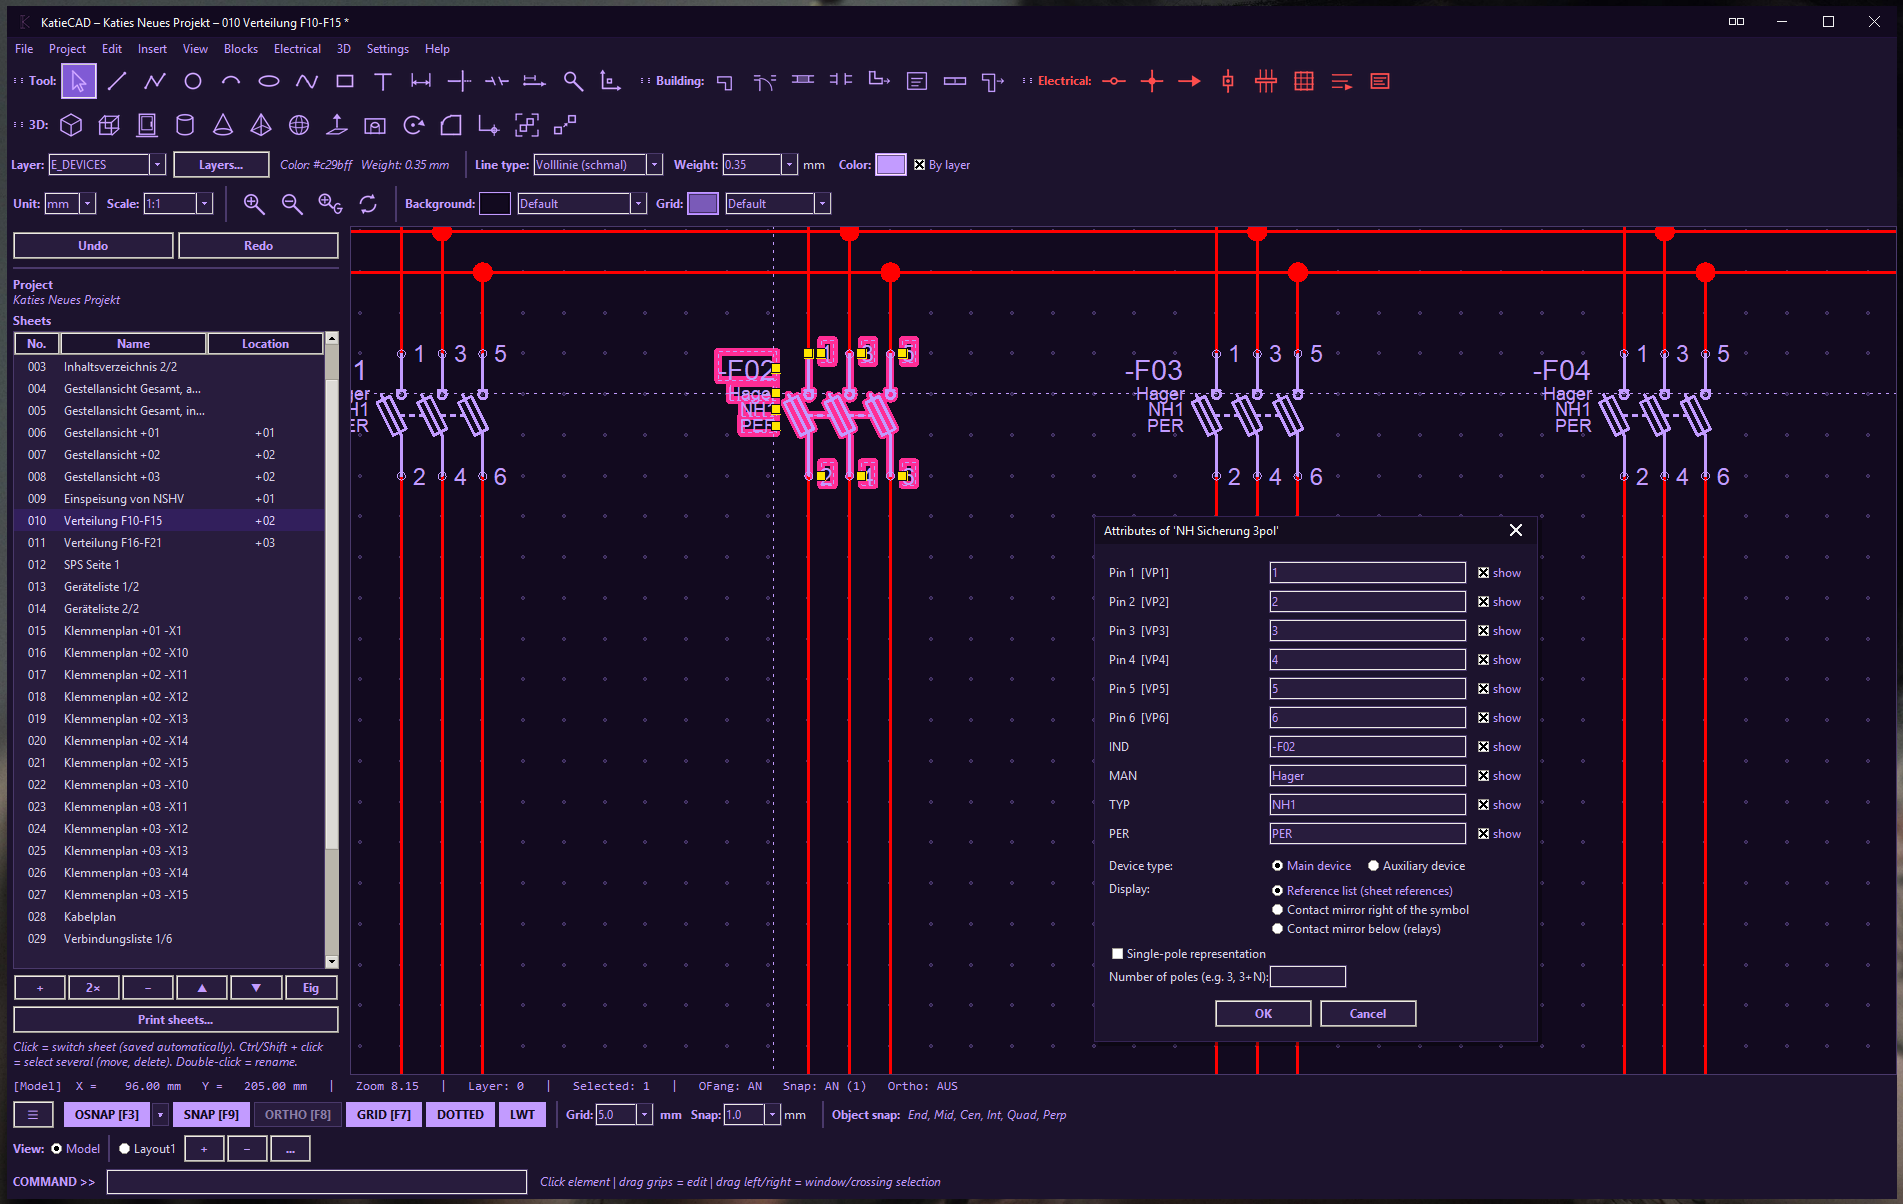 KatieCAD – Katies Neues Projekt – 010 Verteilung F10-F15 *
File Project Edit Insert View Blocks Electrical 3D Settings Help
Tool: Building: Electrical:
3D:
Layer: E_DEVICES Layers... Color: #c29bff Weight: 0.35 mm Line type: Volllinie (schmal) Weight: 0.35 mm Color: By layer
Unit: mm Scale: 1:1 Background: Default Grid: Default
Undo Redo
Project
Katies Neues Projekt
Sheets
No. Name Location
003 Inhaltsverzeichnis 2/2
004 Gestellansicht Gesamt, a...
005 Gestellansicht Gesamt, in...
006 Gestellansicht +01 +01
007 Gestellansicht +02 +02
008 Gestellansicht +03 +02
009 Einspeisung von NSHV +01
010 Verteilung F10-F15 +02
011 Verteilung F16-F21 +03
012 SPS Seite 1
013 Geräteliste 1/2
014 Geräteliste 2/2
015 Klemmenplan +01 -X1
016 Klemmenplan +02 -X10
017 Klemmenplan +02 -X11
018 Klemmenplan +02 -X12
019 Klemmenplan +02 -X13
020 Klemmenplan +02 -X14
021 Klemmenplan +02 -X15
022 Klemmenplan +03 -X10
023 Klemmenplan +03 -X11
024 Klemmenplan +03 -X12
025 Klemmenplan +03 -X13
026 Klemmenplan +03 -X14
027 Klemmenplan +03 -X15
028 Kabelplan
029 Verbindungsliste 1/6
+ 2× − ▲ ▼ Eig
Print sheets...
Click = switch sheet (saved automatically). Ctrl/Shift + click
= select several (move, delete). Double-click = rename.
1 3 5
1
ger
H1
ER
2 4 6
1 3 5
-F02
Hager
NH1
PER
2 4 6
1 3 5
-F03
Hager
NH1
PER
2 4 6
1 3 5
-F04
Hager
NH1
PER
2 4 6
Attributes of 'NH Sicherung 3pol'
Pin 1 [VP1] 1 show
Pin 2 [VP2] 2 show
Pin 3 [VP3] 3 show
Pin 4 [VP4] 4 show
Pin 5 [VP5] 5 show
Pin 6 [VP6] 6 show
IND -F02 show
MAN Hager show
TYP NH1 show
PER PER show
Device type: Main device Auxiliary device
Display: Reference list (sheet references)
Contact mirror right of the symbol
Contact mirror below (relays)
Single-pole representation
Number of poles (e.g. 3, 3+N):
OK Cancel
[Model] X = 96.00 mm Y = 205.00 mm | Zoom 8.15 | Layer: 0 | Selected: 1 | OFang: AN Snap: AN (1) Ortho: AUS
☰ OSNAP [F3] SNAP [F9] ORTHO [F8] GRID [F7] DOTTED LWT Grid: 5.0 mm Snap: 1.0 mm Object snap: End, Mid, Cen, Int, Quad, Perp
View: Model Layout1 + − ...
COMMAND >> Click element | drag grips = edit | drag left/right = window/crossing selection